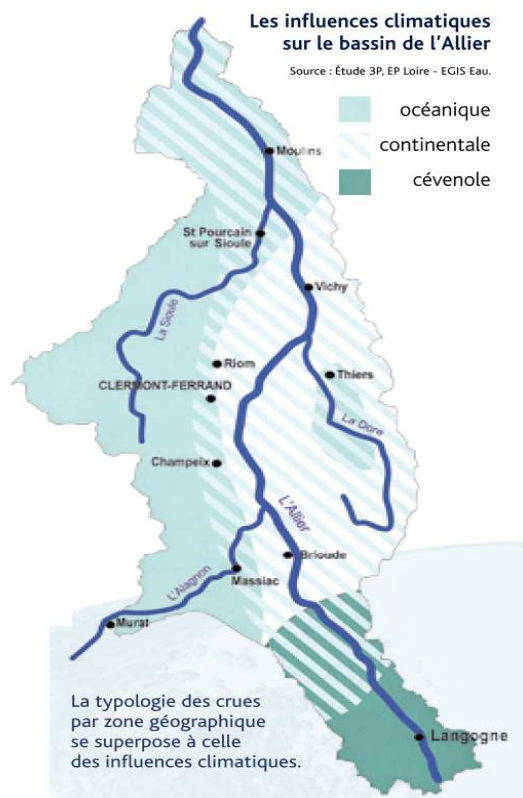 Les influences climatiques
sur le bassin de l'Allier
Source : Étude 3P, EP Loire - EGIS Eau.
océanique
continentale
cévenole
Moulins
St Pourcain
sur Sioule
La Sioule
Vichy
Riom
Thiers
CLERMONT-FERRAND
La Dore
Champeix
L'Allier
Brioude
Massiac
L'Alagnon
Murat
La typologie des crues
par zone géographique
se superpose à celle
des influences climatiques.
Langogne